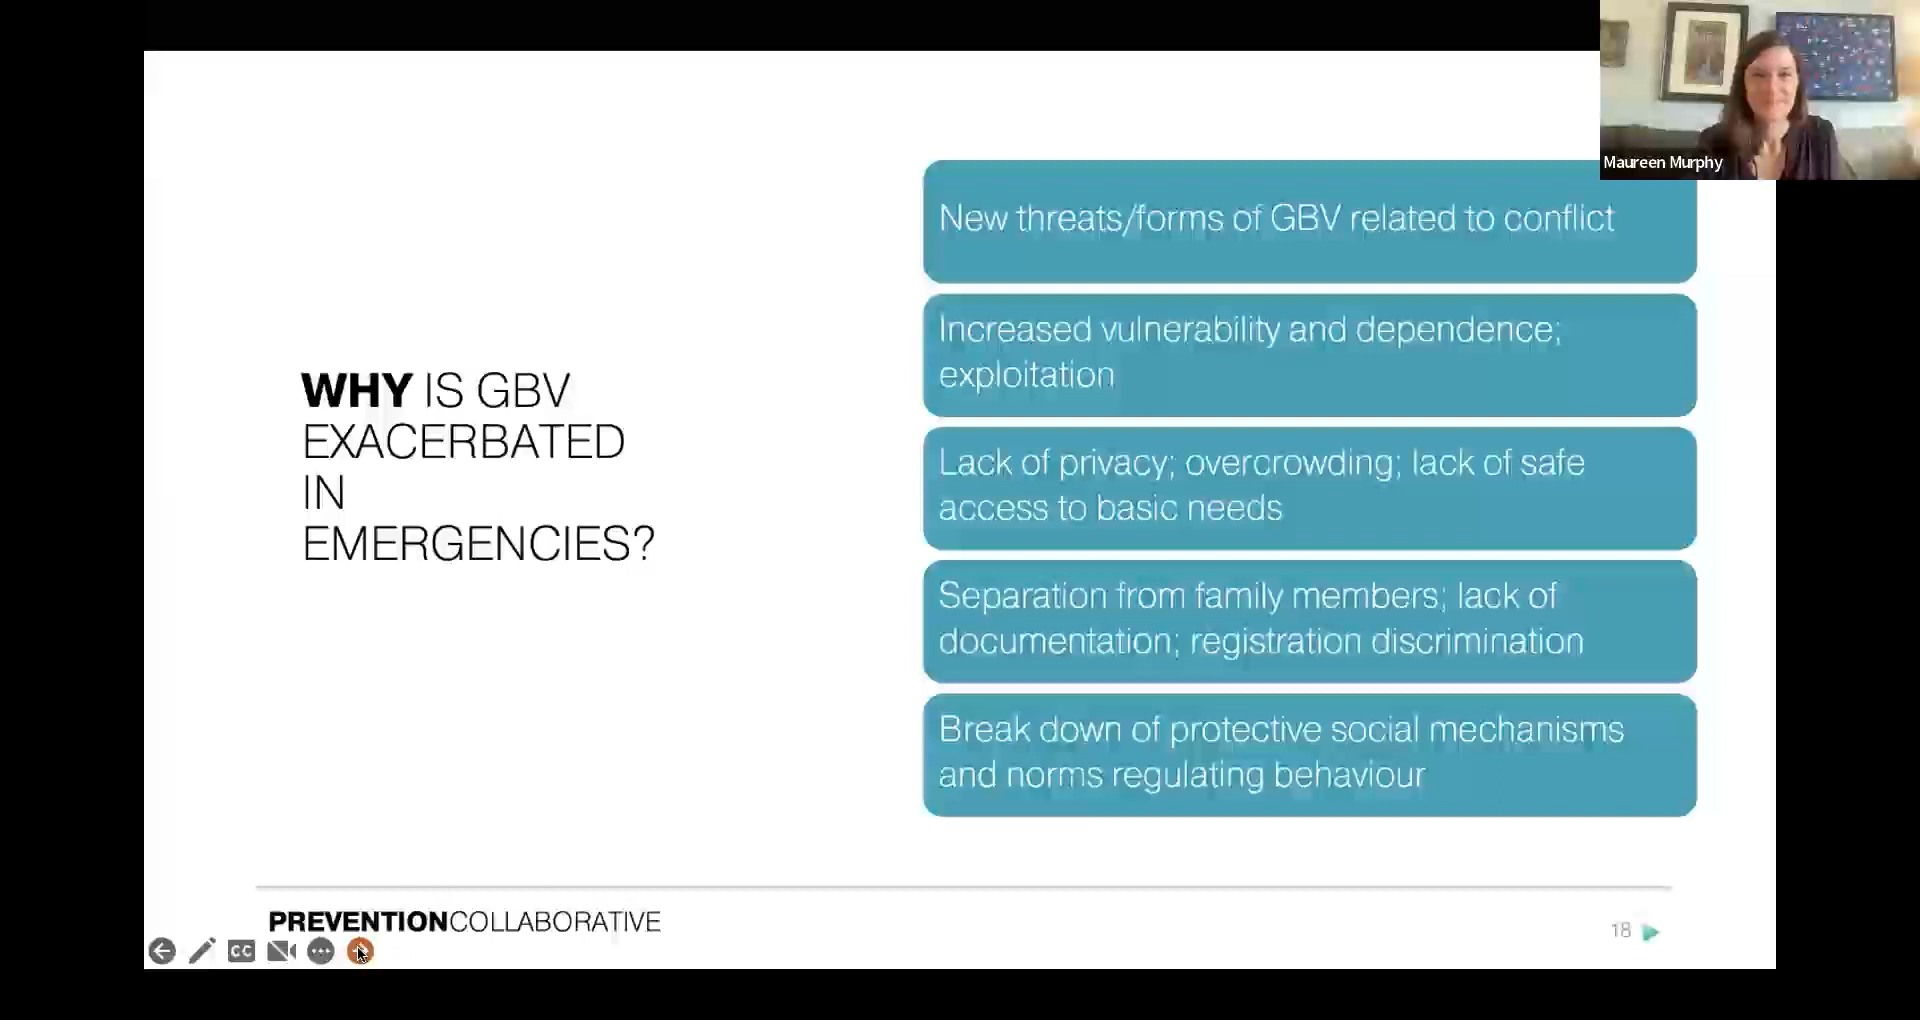 Maureen Murphy
WHY IS GBV
EXACERBATED
IN
EMERGENCIES?
New threats/forms of GBV related to conflict
Increased vulnerability and dependence;
exploitation
Lack of privacy; overcrowding; lack of safe
access to basic needs
Separation from family members; lack of
documentation; registration discrimination
Break down of protective social mechanisms
and norms regulating behaviour
PREVENTIONCOLLABORATIVE
18
CC